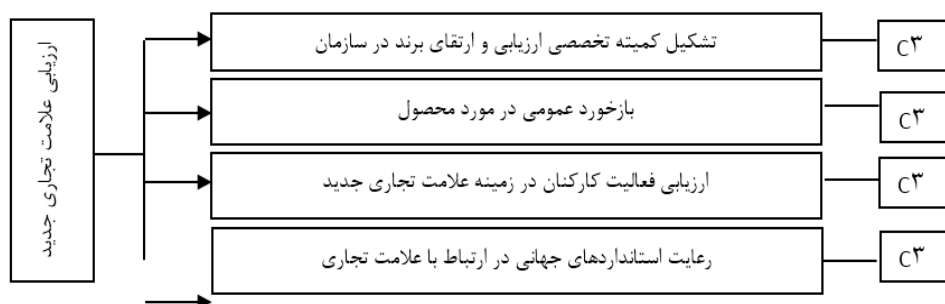 ارزیابی علامت تجاری جدید
تشکیل کمیته تخصصی ارزیابی و ارتقای برند در سازمان
C۳
بازخورد عمومی در مورد محصول
C۳
ارزیابی فعالیت کارکنان در زمینه علامت تجاری جدید
C۳
رعایت استانداردهای جهانی در ارتباط با علامت تجاری
C۳